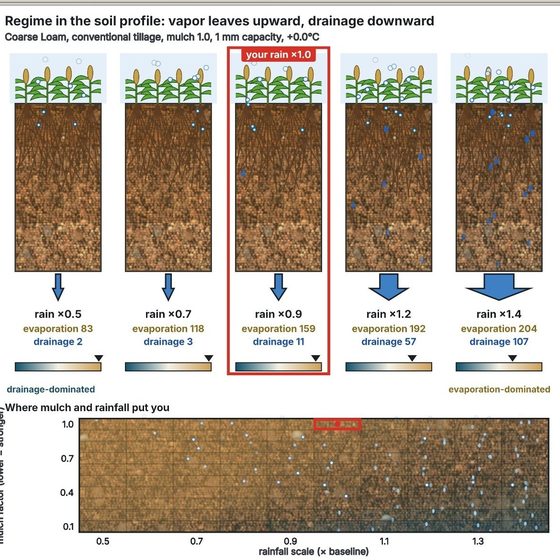 Regime in the soil profile: vapor leaves upward, drainage downward
Coarse Loam, conventional tillage, mulch 1.0, 1 mm capacity, +0.0°C
your rain ×1.0
rain ×0.5
evaporation 83
drainage 2
rain ×0.7
evaporation 118
drainage 3
rain ×0.9
evaporation 159
drainage 11
rain ×1.2
evaporation 192
drainage 57
rain ×1.4
evaporation 204
drainage 107
drainage-dominated
evaporation-dominated
Where mulch and rainfall put you
mulch factor (lower = stronger)
1.0
0.7
0.4
0.1
0.5
0.7
0.9
1.1
1.3
rainfall scale (× baseline)